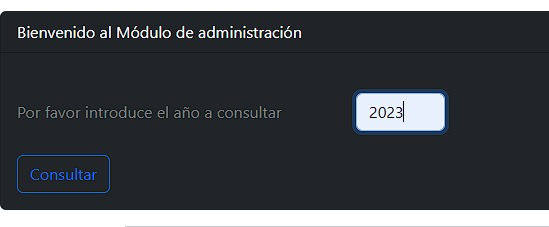 Bienvenido al Módulo de administración
Por favor introduce el año a consultar 2023
Consultar